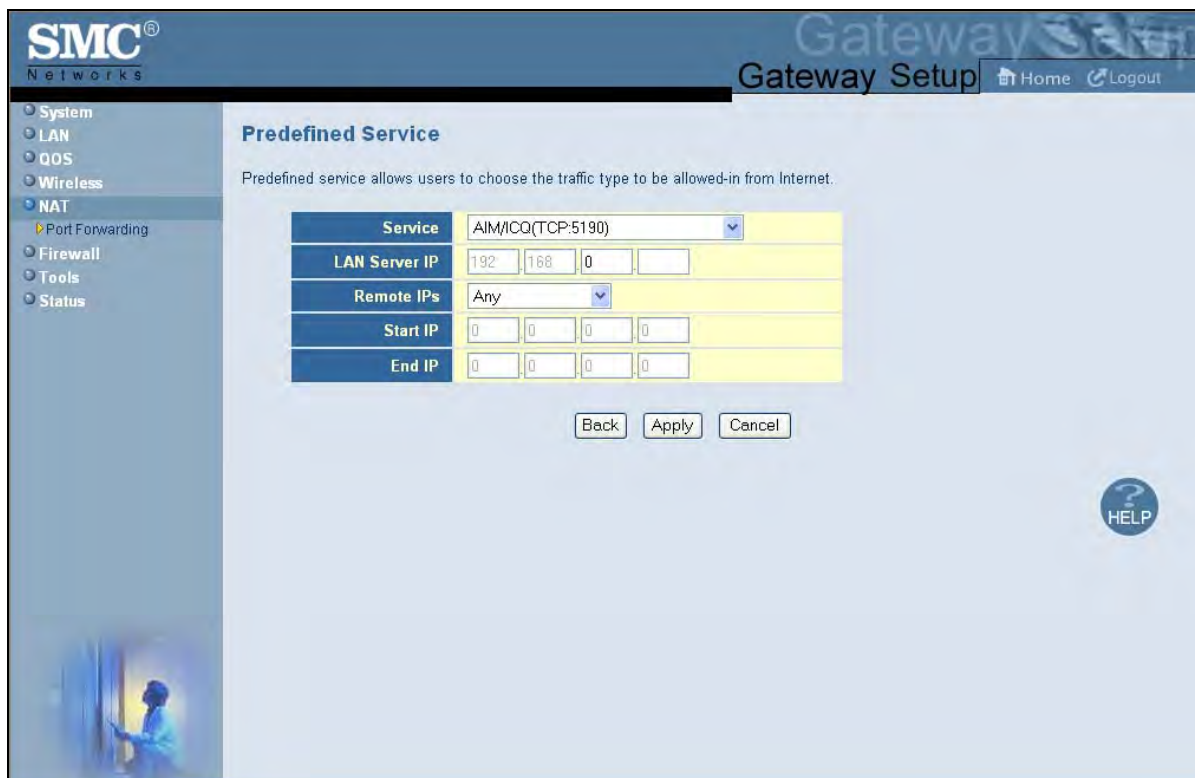 SMC®
Networks
Gateway Setup
Gateway Setup
Home
Logout
System
LAN
QOS
Wireless
NAT
Port Forwarding
Firewall
Tools
Status
Predefined Service
Predefined service allows users to choose the traffic type to be allowed-in from Internet.
Service AIM/ICQ(TCP:5190)
LAN Server IP 192 . 168 . 0 .
Remote IPs Any
Start IP 0 . 0 . 0 . 0
End IP 0 . 0 . 0 . 0
Back Apply Cancel
?
HELP